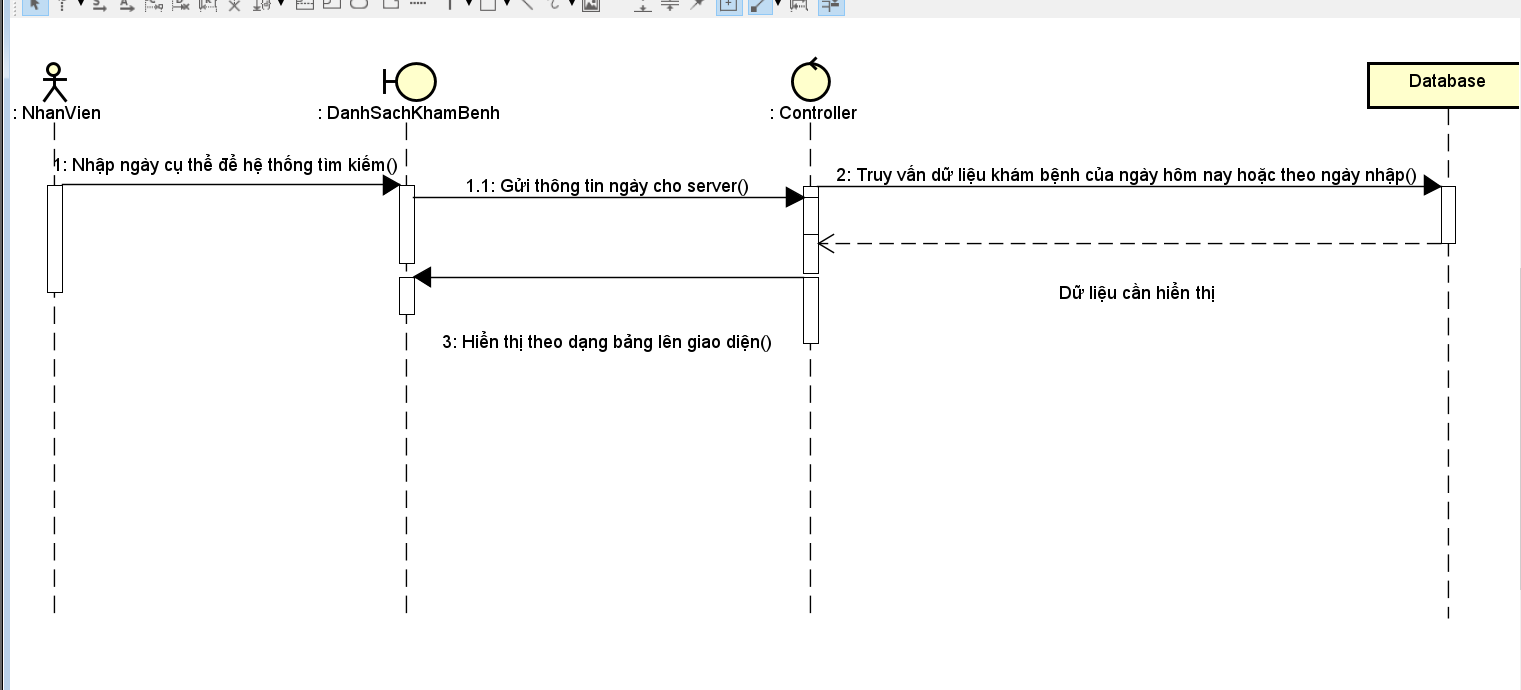 : NhanVien
: DanhSachKhamBenh
: Controller
Database
1: Nhập ngày cụ thể để hệ thống tìm kiếm()
1.1: Gửi thông tin ngày cho server()
2: Truy vấn dữ liệu khám bệnh của ngày hôm nay hoặc theo ngày nhập()
Dữ liệu cần hiển thị
3: Hiển thị theo dạng bảng lên giao diện()